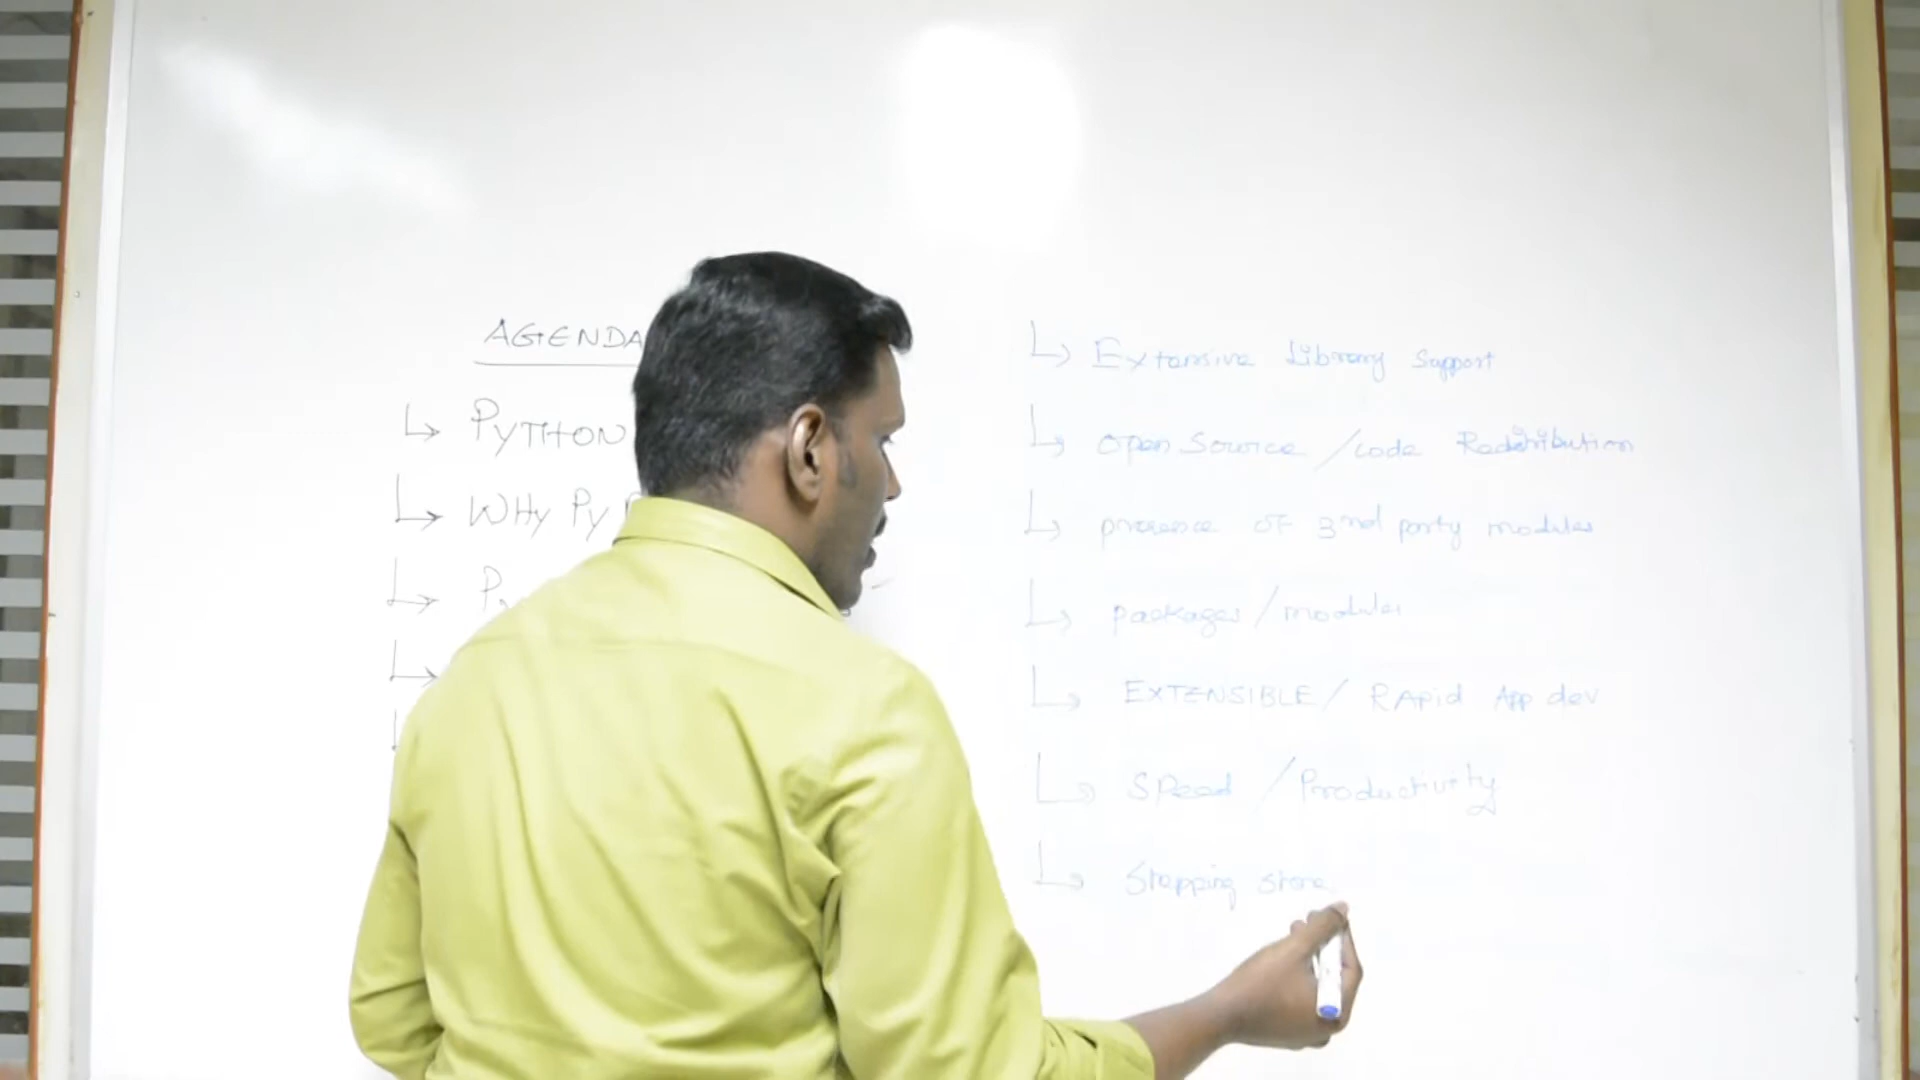 AGENDA
PYTHON
WHY PY
Extensive Library Support
open Source / code Redistribution
presence of 3rd party modules
packages / modules
EXTENSIBLE / RApid App dev
Speed / Productivity
Stepping stone